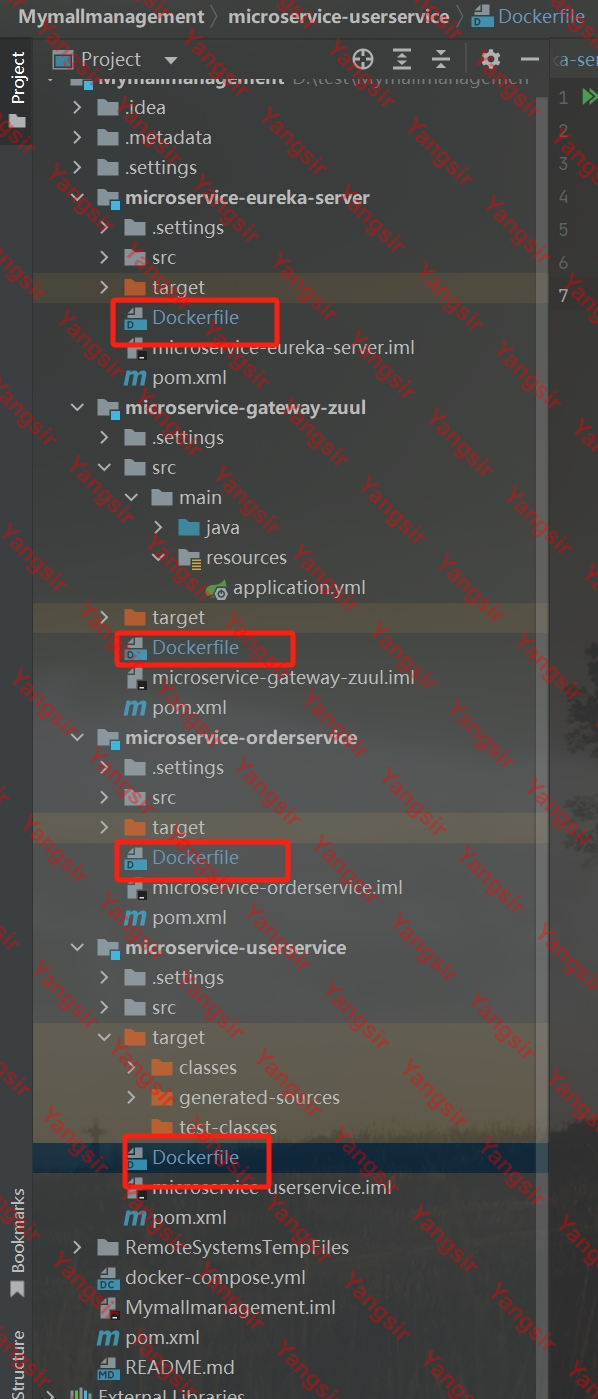 Mymallmanagement microservice-userservice Dockerfile
Project
Project
Mymallmanagement D:\test\Mymallmanagemen
.idea
.metadata
.settings
microservice-eureka-server
.settings
src
target
Dockerfile
microservice-eureka-server.iml
pom.xml
microservice-gateway-zuul
.settings
src
main
java
resources
application.yml
target
Dockerfile
microservice-gateway-zuul.iml
pom.xml
microservice-orderservice
.settings
src
target
Dockerfile
microservice-orderservice.iml
pom.xml
microservice-userservice
.settings
src
target
classes
generated-sources
test-classes
Dockerfile
microservice-userservice.iml
pom.xml
RemoteSystemsTempFiles
docker-compose.yml
Mymallmanagement.iml
pom.xml
README.md
External Libraries
Bookmarks
Structure
ka-se
1
2
3
4
5
6
7
Yangsir